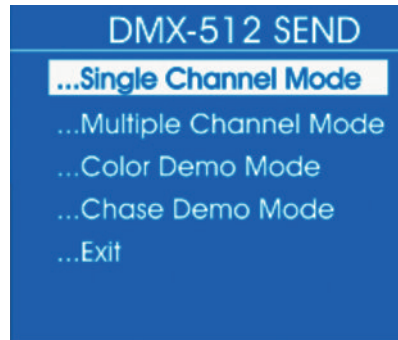 DMX-512 SEND
...Single Channel Mode
...Multiple Channel Mode
...Color Demo Mode
...Chase Demo Mode
...Exit